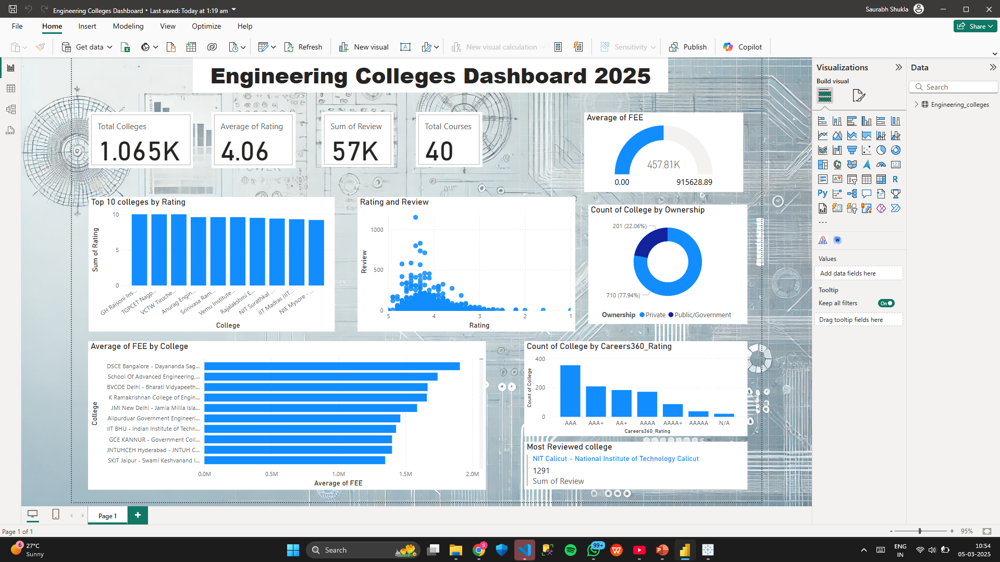 Engineering Colleges Dashboard • Last saved: Today at 1:19 am
Saurabh Shukla
File
Home
Insert
Modeling
View
Optimize
Help
Share
Get data
Refresh
New visual
New visual calculation
Sensitivity
Publish
Copilot
Engineering Colleges Dashboard 2025
Total Colleges
1.065K
Average of Rating
4.06
Sum of Review
57K
Total Courses
40
Average of FEE
457.81K
0.00
915628.89
Top 10 colleges by Rating
Sum of Rating
10
5
0
GH Raisoni Ins...
TGPCET Nagp...
VCTW Tiruche...
Anurag Engin...
Srinivasa Ram...
Vemu Institute...
Rajalakshmi E...
NIT Surathkal ...
IIT Madras (IIT...
NIE Mysore - ...
College
Rating and Review
Review
1000
500
0
5
4
3
2
1
Rating
Count of College by Ownership
201 (22.06%)
710 (77.94%)
Ownership
Private
Public/Government
Average of FEE by College
College
DSCE Bangalore - Dayananda Sag...
School Of Advanced Engineering,...
BVCOE Delhi - Bharati Vidyapeeth...
K Ramakrishnan College of Engin...
JMI New Delhi - Jamia Millia Isla...
Alipurduar Government Engineeri...
IIT BHU - Indian Institute of Techn...
GCE KANNUR - Government Coll...
JNTUHCEH Hyderabad - JNTUH C...
SKIT Jaipur - Swami Keshvanand I...
0.0M
0.5M
1.0M
1.5M
2.0M
Average of FEE
Count of College by Careers360_Rating
Count of College
400
200
0
AAA
AAA+
AA+
AAAA
AAAA+
AAAAA
N/A
Careers360_Rating
Most Reviewed college
NIT Calicut - National Institute of Technology Calicut
1291
Sum of Review
Visualizations
Build visual
R
Py
123
Values
Add data fields here
Tooltip
Keep all filters
On
Drag tooltip fields here
Data
Search
Engineering_colleges
Page 1
Page 1 of 1
95%
6
27°C
Sunny
Search
S
99+
ENG
IN
10:54
05-03-2025